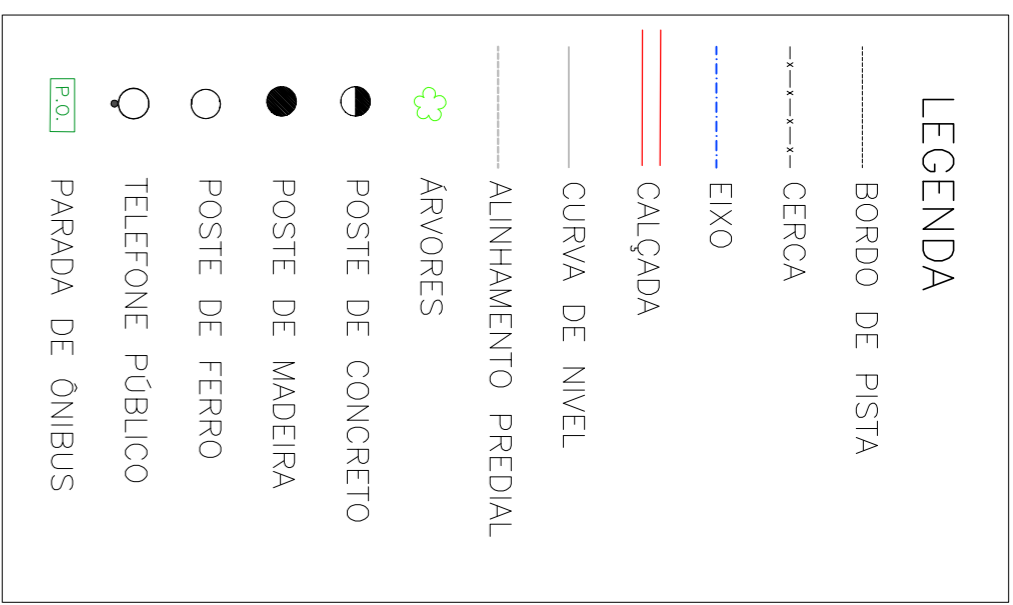 LEGENDA
BORDO DE PISTA
CERCA
EIXO
CALÇADA
CURVA DE NIVEL
ALINHAMENTO PREDIAL
ÁRVORES
POSTE DE CONCRETO
POSTE DE MADEIRA
POSTE DE FERRO
TELEFONE PÚBLICO
P.O. PARADA DE ÔNIBUS